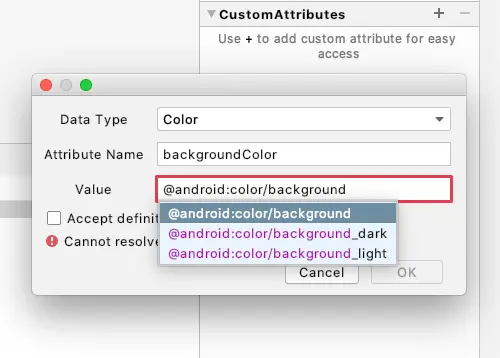 CustomAttributes
Use + to add custom attribute for easy
access
Data Type Color
Attribute Name backgroundColor
Value @android:color/background
@android:color/background
Accept
@android:color/background_dark
Cannot resolve
@android:color/background_light
Cancel OK